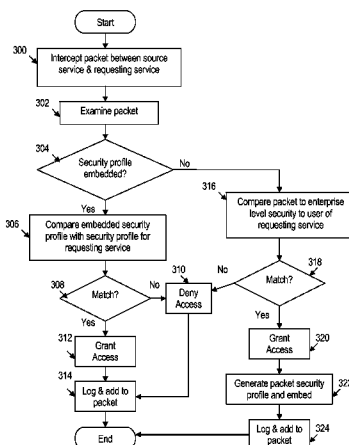 Start
300
Intercept packet between source
service & requesting service
302
Examine packet
304
Security profile
embedded?
No
Yes
316
Compare packet to enterprise
level security to user of
requesting service
306
Compare embedded security
profile with security profile for
requesting service
308
Match?
No
310
Deny
Access
No
318
Match?
Yes
312
Grant
Access
Yes
Grant
Access
320
314
Log & add to
packet
Generate packet security
profile and embed
322
Log & add to
packet
324
End